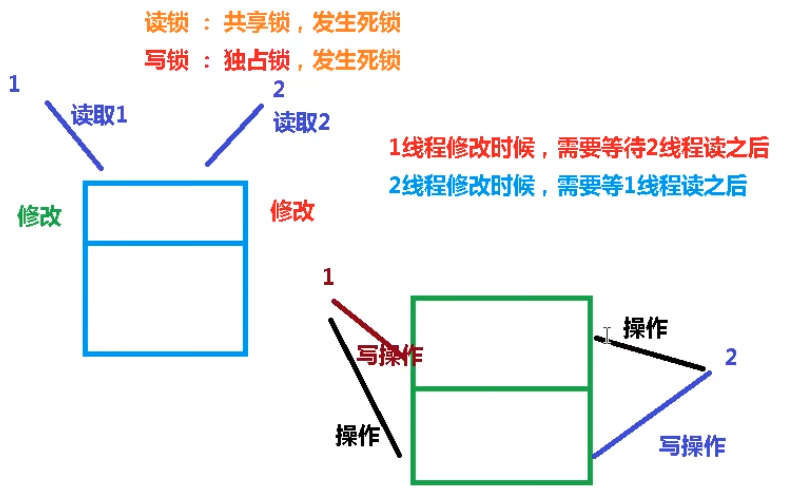 读锁 ： 共享锁，发生死锁
写锁 ： 独占锁，发生死锁
1
2
读取1
读取2
1线程修改时候，需要等待2线程读之后
2线程修改时候，需要等1线程读之后
修改
修改
1
操作
写操作
2
操作
写操作